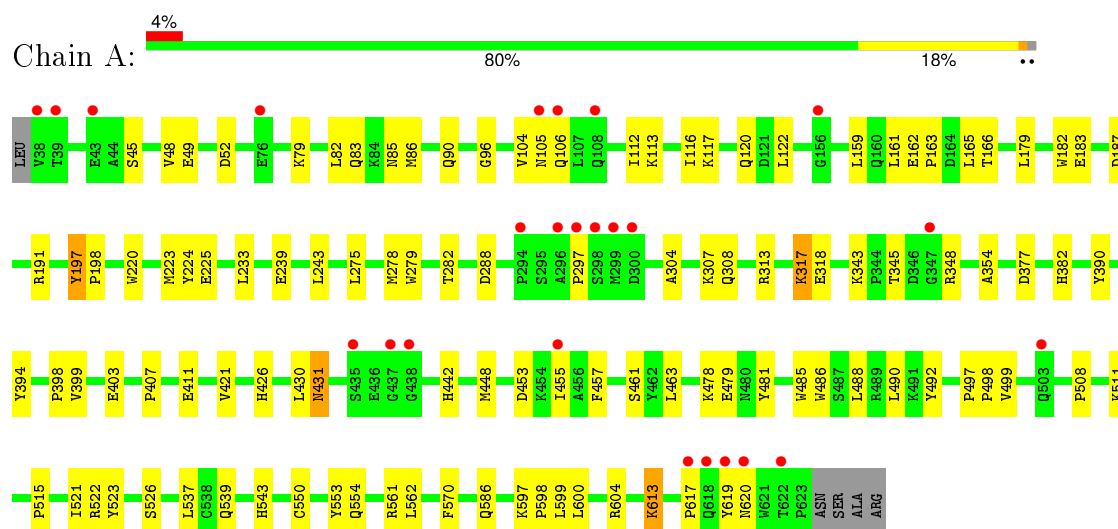 4%
Chain A:
80%
18%
••
LEU V38 T39 E43 A44 S45 V48 E49 D52 E76 K79 L82 Q83 K84 N85 M86 Q90 G96 V104 N105 Q106 L107 Q108 I112 K113 I116 K117 Q120 D121 L122 G156 L159 Q160 L161 E162 P163 D164 L165 T166 L179 W182 E183 D187
R191 Y197 P198 W220 M223 Y224 E225 L233 E239 L243 L275 M278 W279 T282 D288 P294 S295 A296 P297 S298 M299 D300 A304 K307 Q308 R313 K317 E318 K343 P344 T345 D346 G347 R348 A354 D377 H382 Y390
Y394 P398 V399 E403 P407 E411 V421 H426 L430 N431 S435 E436 G437 G438 H442 M448 D453 K454 I455 A456 F457 S461 Y462 L463 K478 E479 N480 Y481 W485 W486 S487 L488 R489 L490 K491 Y492 P497 P498 V499 Q503 P508 K511
P515 I521 R522 Y523 S526 L537 C538 Q539 H543 C550 Y553 Q554 R561 L562 F570 Q586 K597 P598 L599 L600 R604 K613 P617 Q618 Y619 N620 W621 T622 P623 ASN SER ALA ARG